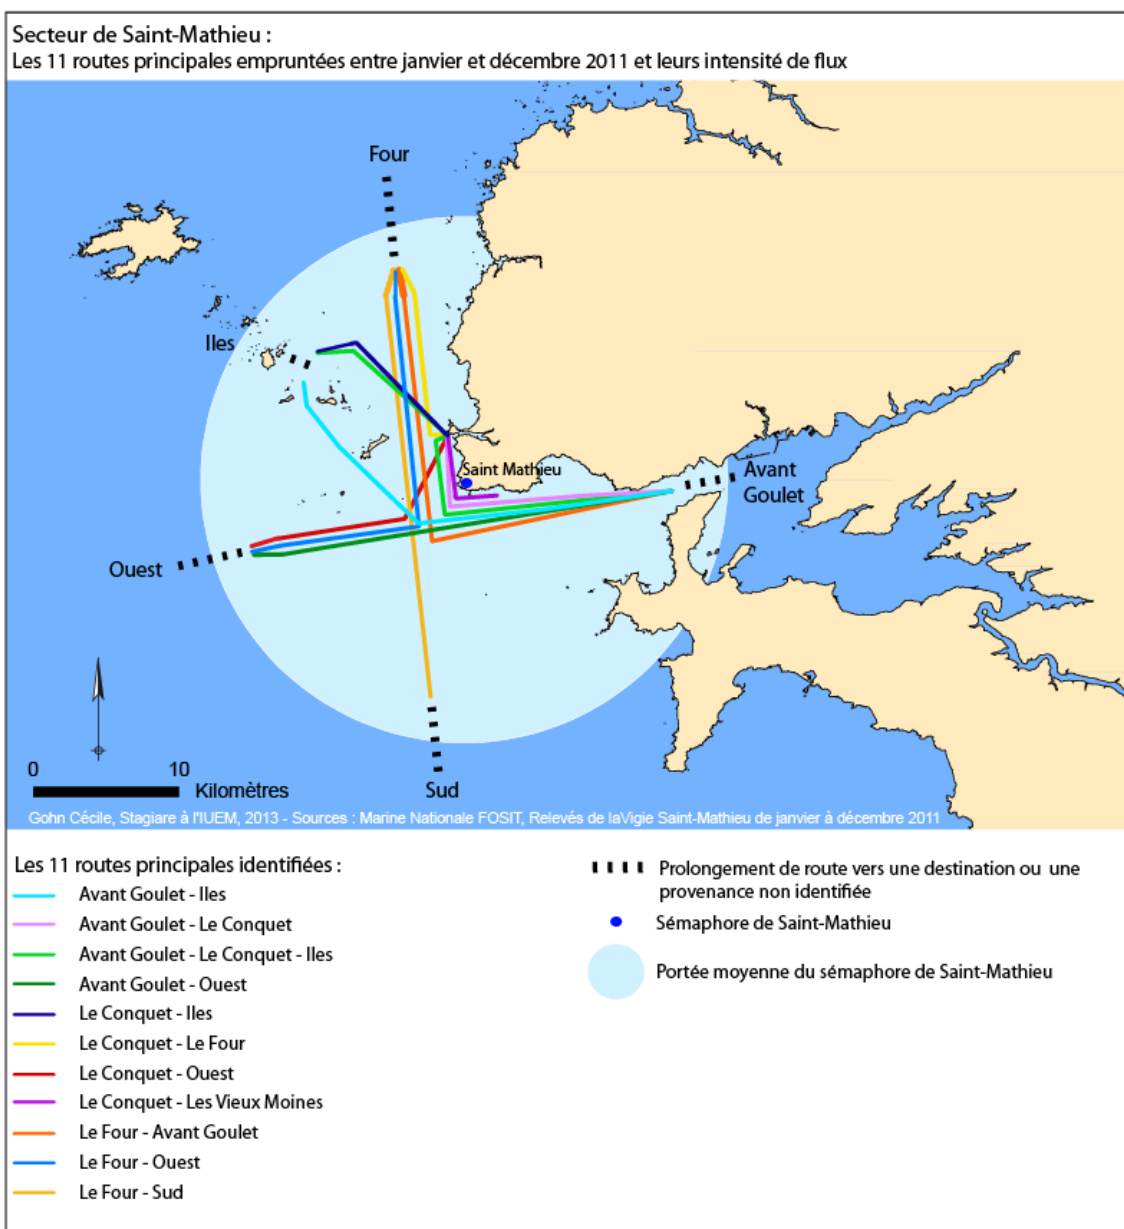 Secteur de Saint-Mathieu :
Les 11 routes principales empruntées entre janvier et décembre 2011 et leurs intensité de flux
Four
Iles
Saint Mathieu
Avant
Goulet
Ouest
Sud
0 10
Kilomètres
Gohn Cécile, Stagiare à l'IUEM, 2013 - Sources : Marine Nationale FOSIT, Relevés de laVigie Saint-Mathieu de janvier à décembre 2011
Les 11 routes principales identifiées :
Avant Goulet - Iles
Avant Goulet - Le Conquet
Avant Goulet - Le Conquet - Iles
Avant Goulet - Ouest
Le Conquet - Iles
Le Conquet - Le Four
Le Conquet - Ouest
Le Conquet - Les Vieux Moines
Le Four - Avant Goulet
Le Four - Ouest
Le Four - Sud
Prolongement de route vers une destination ou une
provenance non identifiée
Sémaphore de Saint-Mathieu
Portée moyenne du sémaphore de Saint-Mathieu